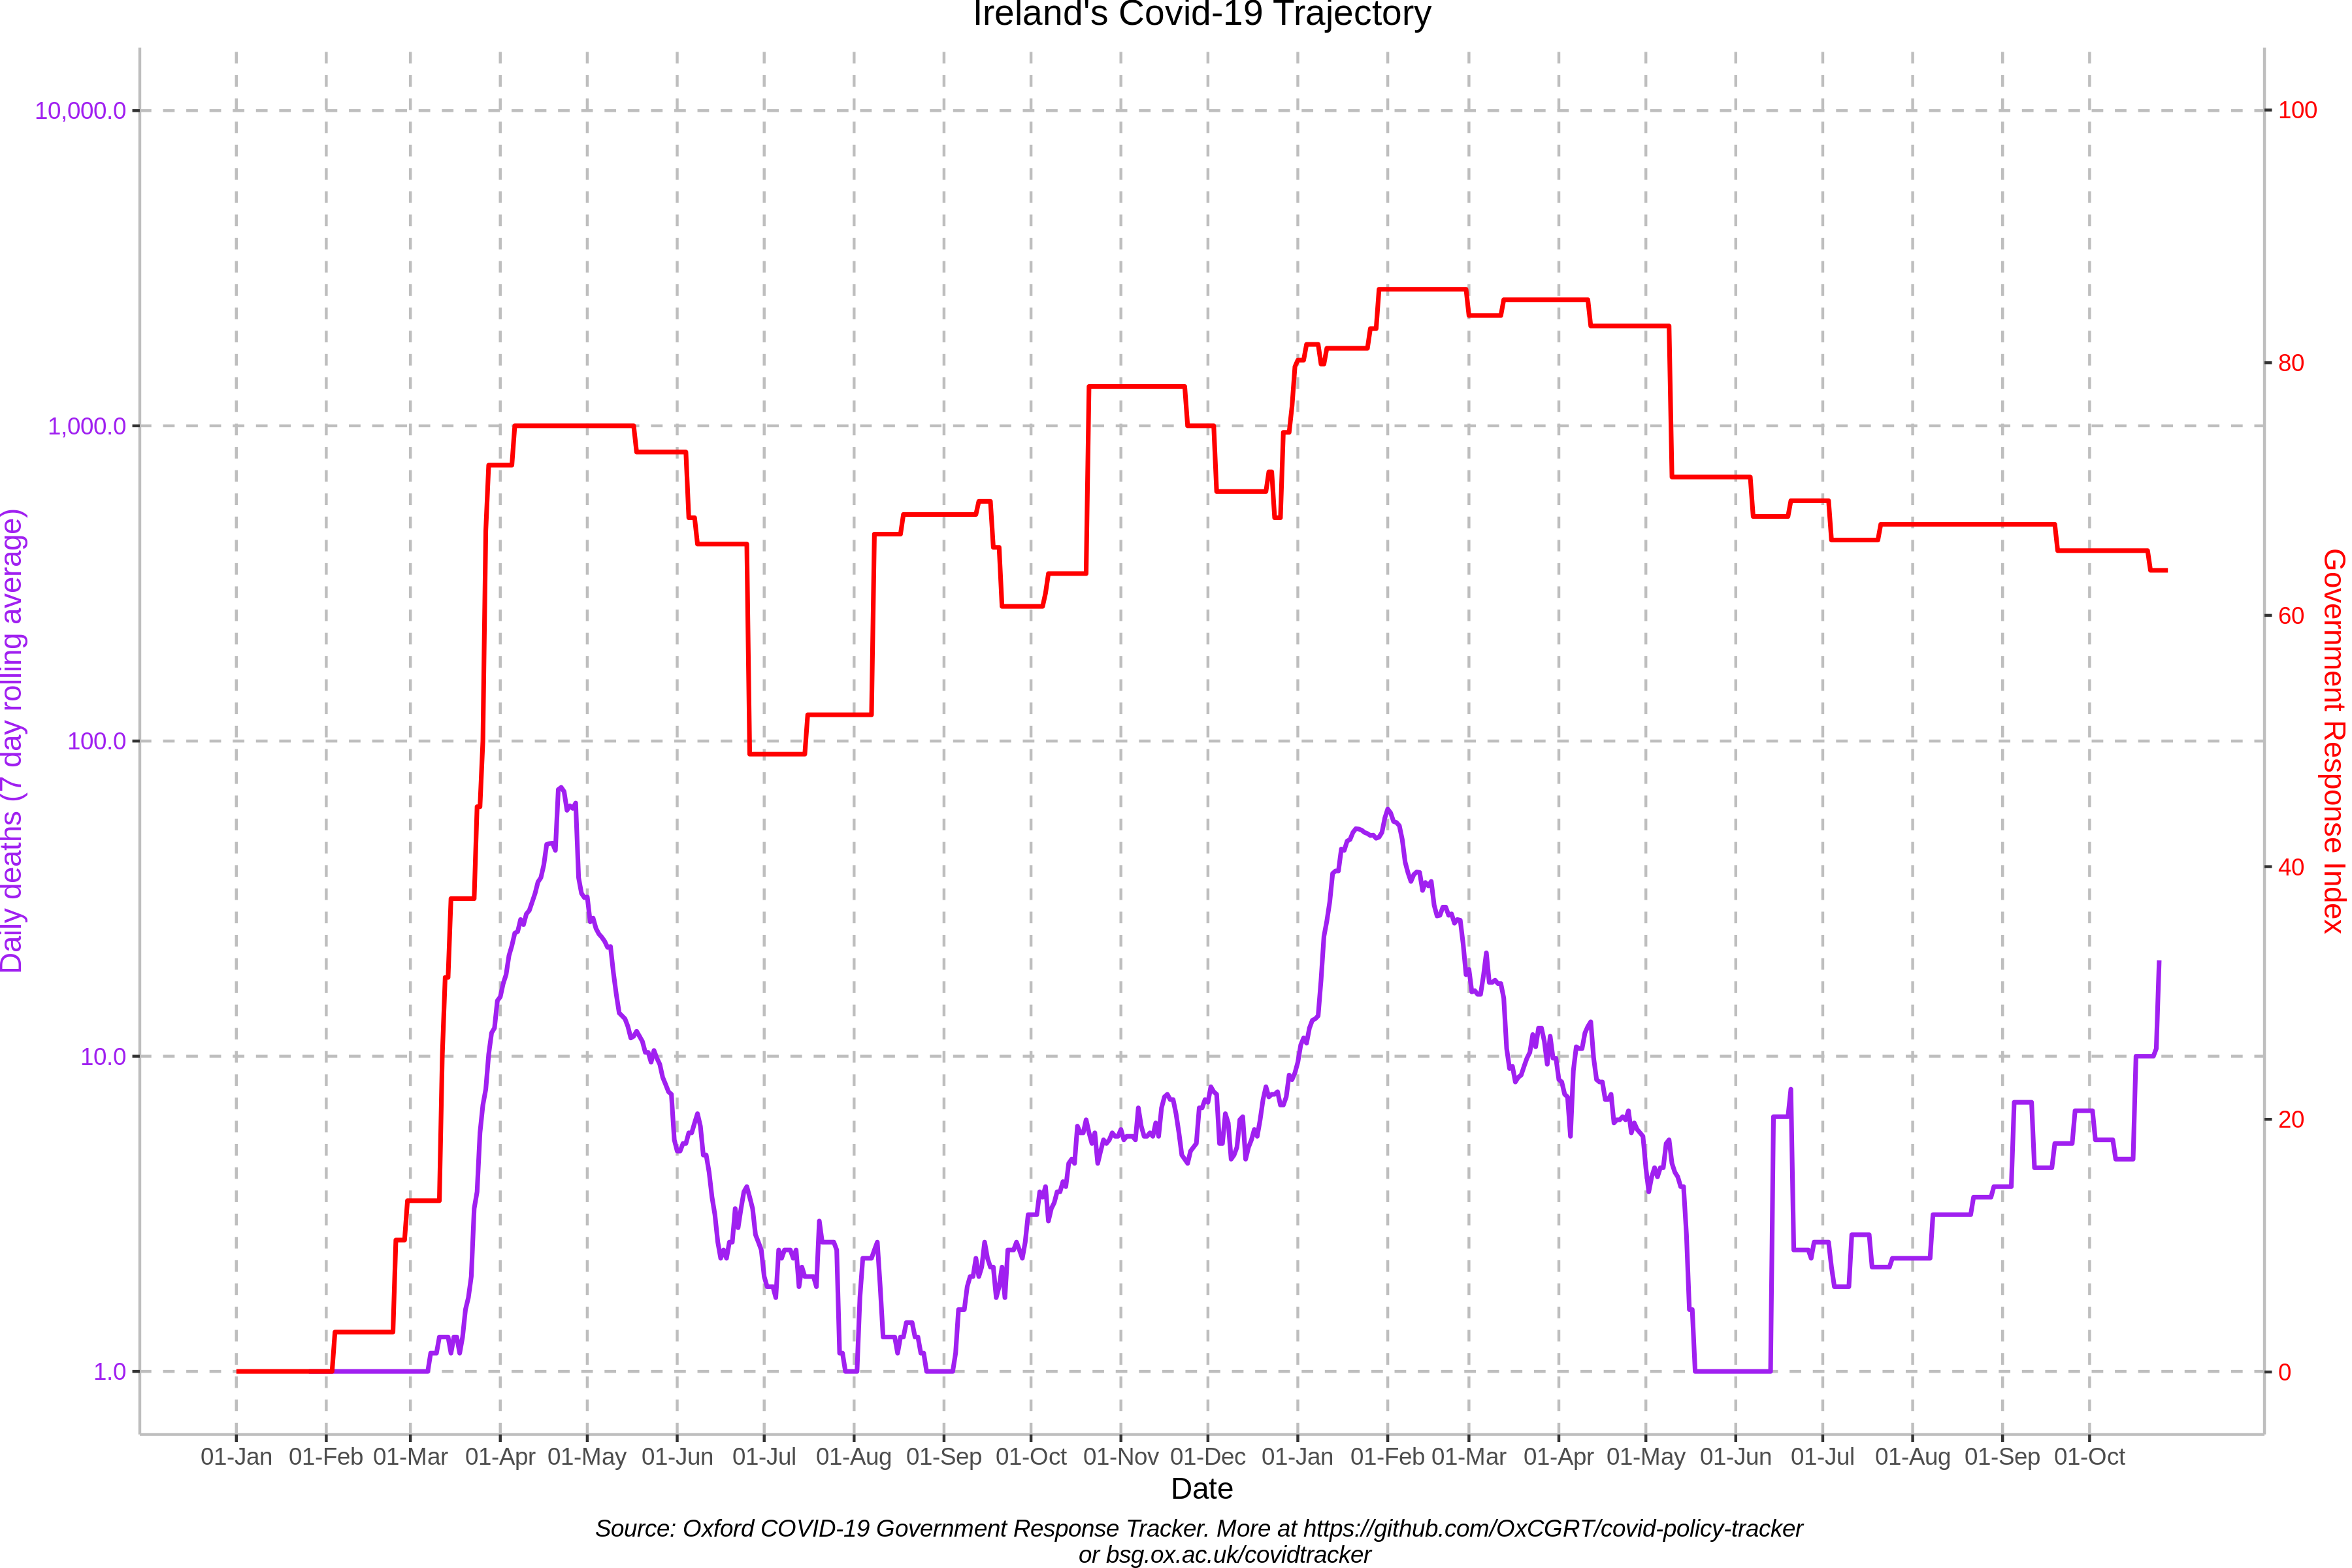 Ireland's Covid-19 Trajectory
10,000.0
1,000.0
100.0
10.0
1.0
Daily deaths (7 day rolling average)
100
80
60
40
20
0
Government Response Index
01-Jan 01-Feb 01-Mar 01-Apr 01-May 01-Jun 01-Jul 01-Aug 01-Sep 01-Oct 01-Nov 01-Dec 01-Jan 01-Feb 01-Mar 01-Apr 01-May 01-Jun 01-Jul 01-Aug 01-Sep 01-Oct
Date
Source: Oxford COVID-19 Government Response Tracker. More at https://github.com/OxCGRT/covid-policy-tracker
or bsg.ox.ac.uk/covidtracker